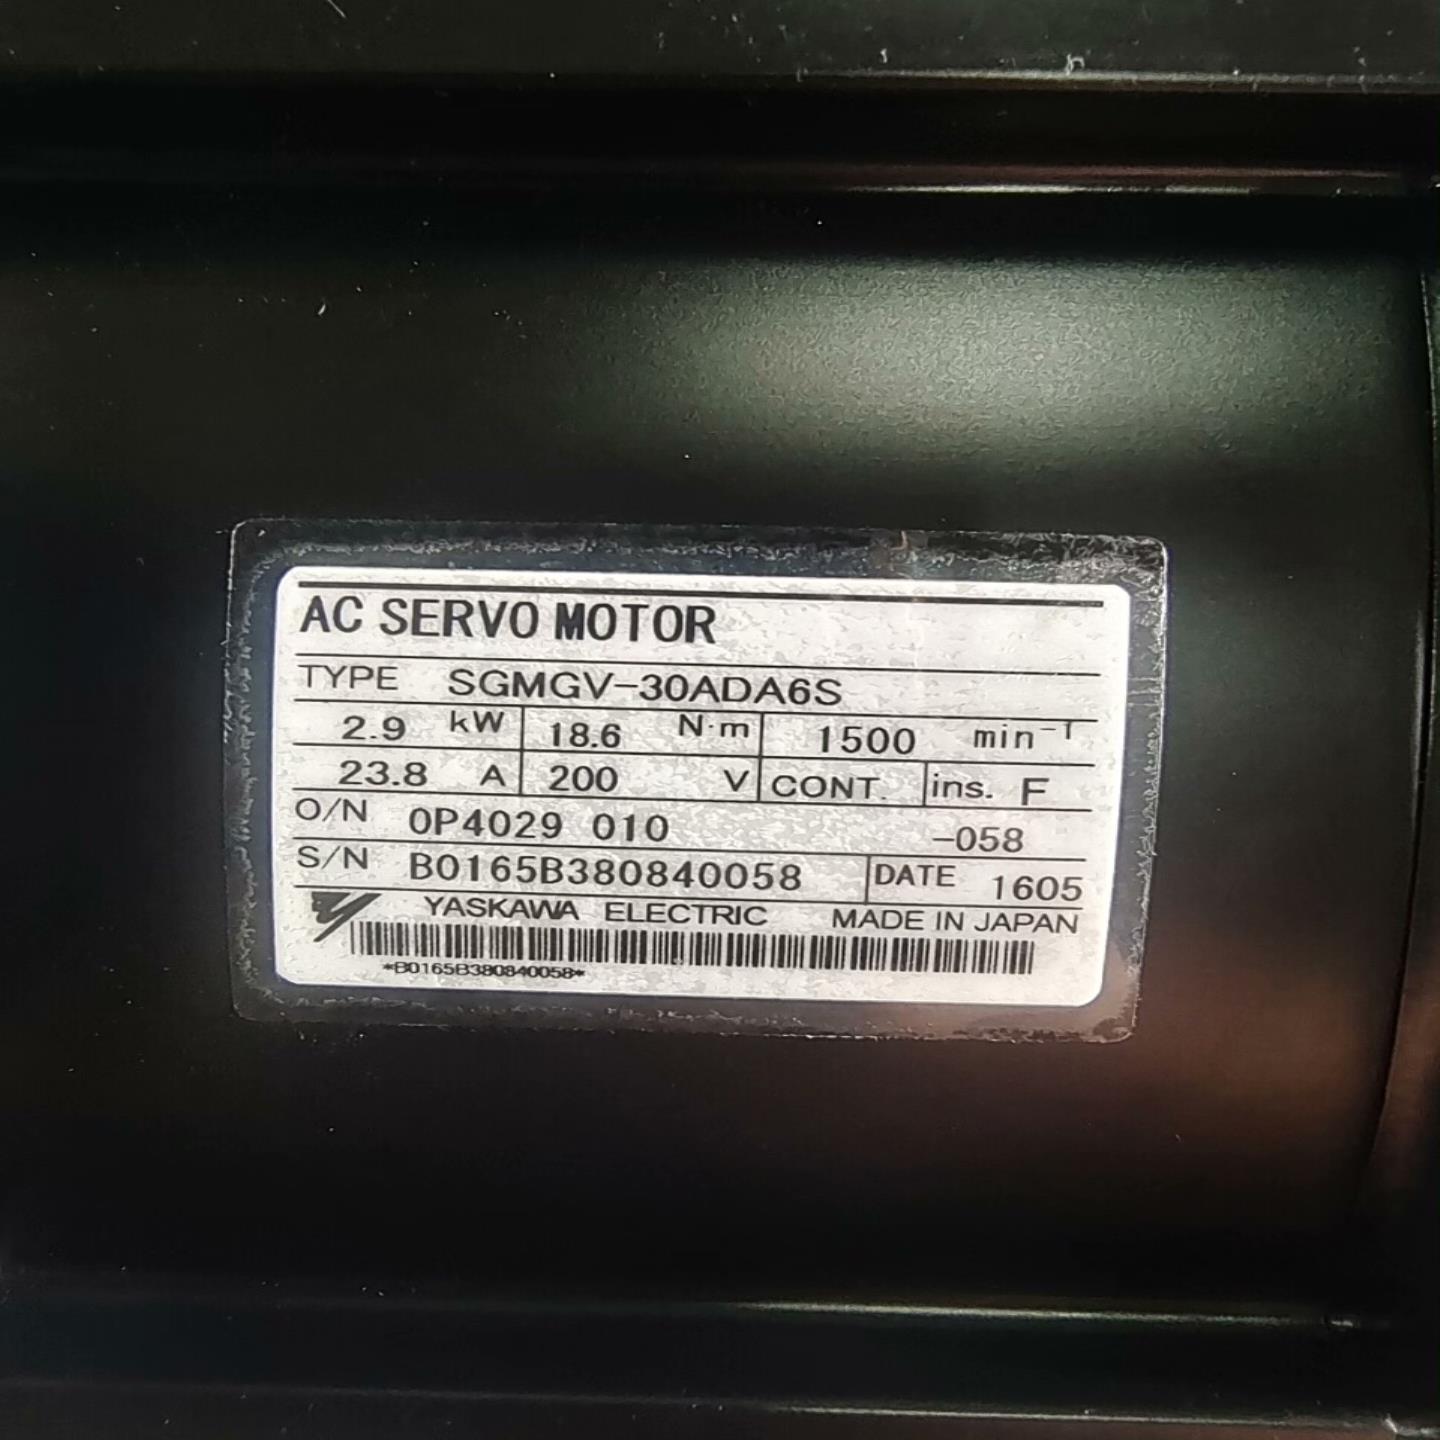 AC SERVO MOTOR
TYPE SGMGV-30ADA6S
2.9 kW 18.6 N·m 1500 min⁻¹
23.8 A 200 V CONT. ins. F
O/N 0P4029 010 -058
S/N B0165B380840058 DATE 1605
YASKAWA ELECTRIC MADE IN JAPAN
*B0165B380840058*